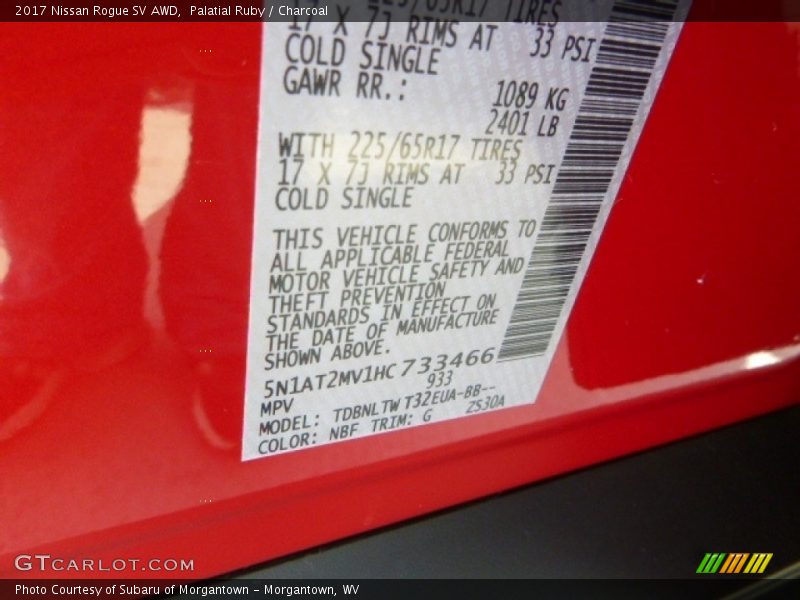 2017 Nissan Rogue SV AWD, Palatial Ruby / Charcoal
225/65R17 TIRES
17 X 7J RIMS AT 33 PSI
COLD SINGLE
GAWR RR.: 1089 KG
2401 LB
WITH 225/65R17 TIRES
17 X 7J RIMS AT 33 PSI
COLD SINGLE
THIS VEHICLE CONFORMS TO
ALL APPLICABLE FEDERAL
MOTOR VEHICLE SAFETY AND
THEFT PREVENTION
STANDARDS IN EFFECT ON
THE DATE OF MANUFACTURE
SHOWN ABOVE.
5N1AT2MV1HC733466
MPV 933
MODEL: TDBNLTWT32EUA-BB--
COLOR: NBF TRIM: G ZS30A
GTCARLOT.COM
Photo Courtesy of Subaru of Morgantown - Morgantown, WV